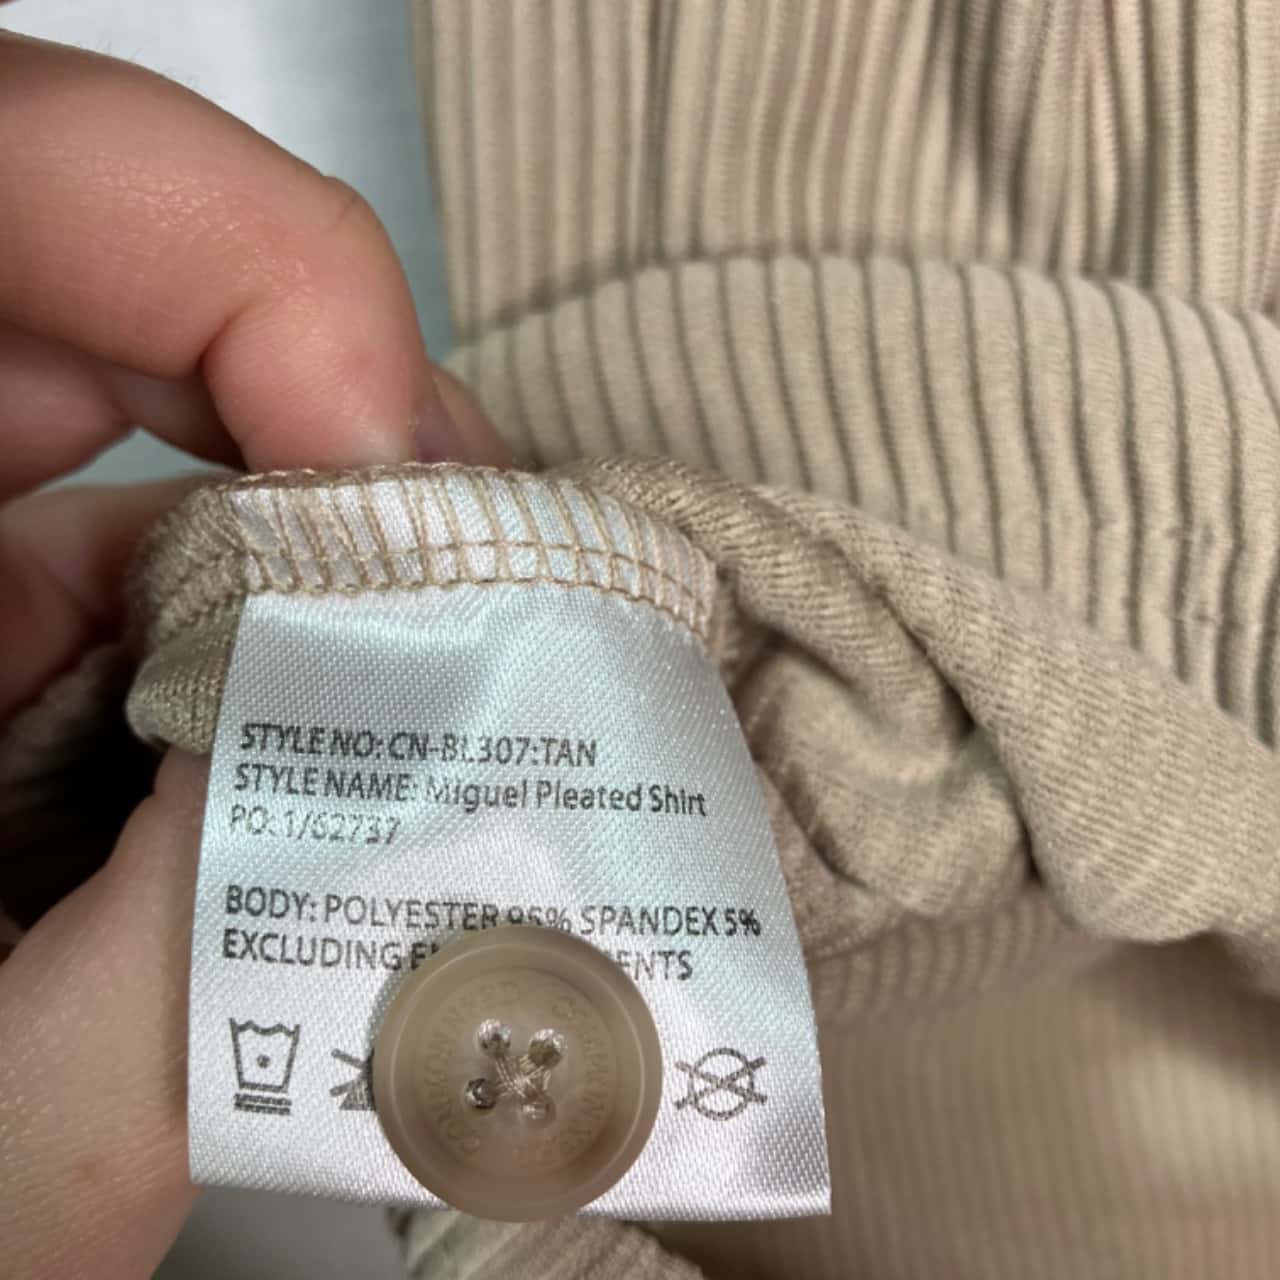 STYLE NO: CN-BL307:TAN
STYLE NAME: Miguel Pleated Shirt
PO: 1/62737
BODY: POLYESTER 95% SPANDEX 5%
EXCLUDING